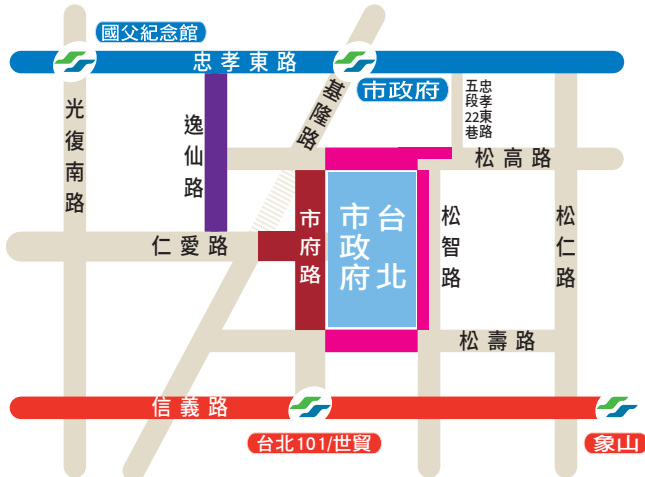 國父紀念館
忠孝東路
市政府
光復南路
逸仙路
基隆路
忠孝東路
五段22巷
松高路
仁愛路
市府路
台北
市政府
松智路
松仁路
松壽路
信義路
台北101/世貿
象山